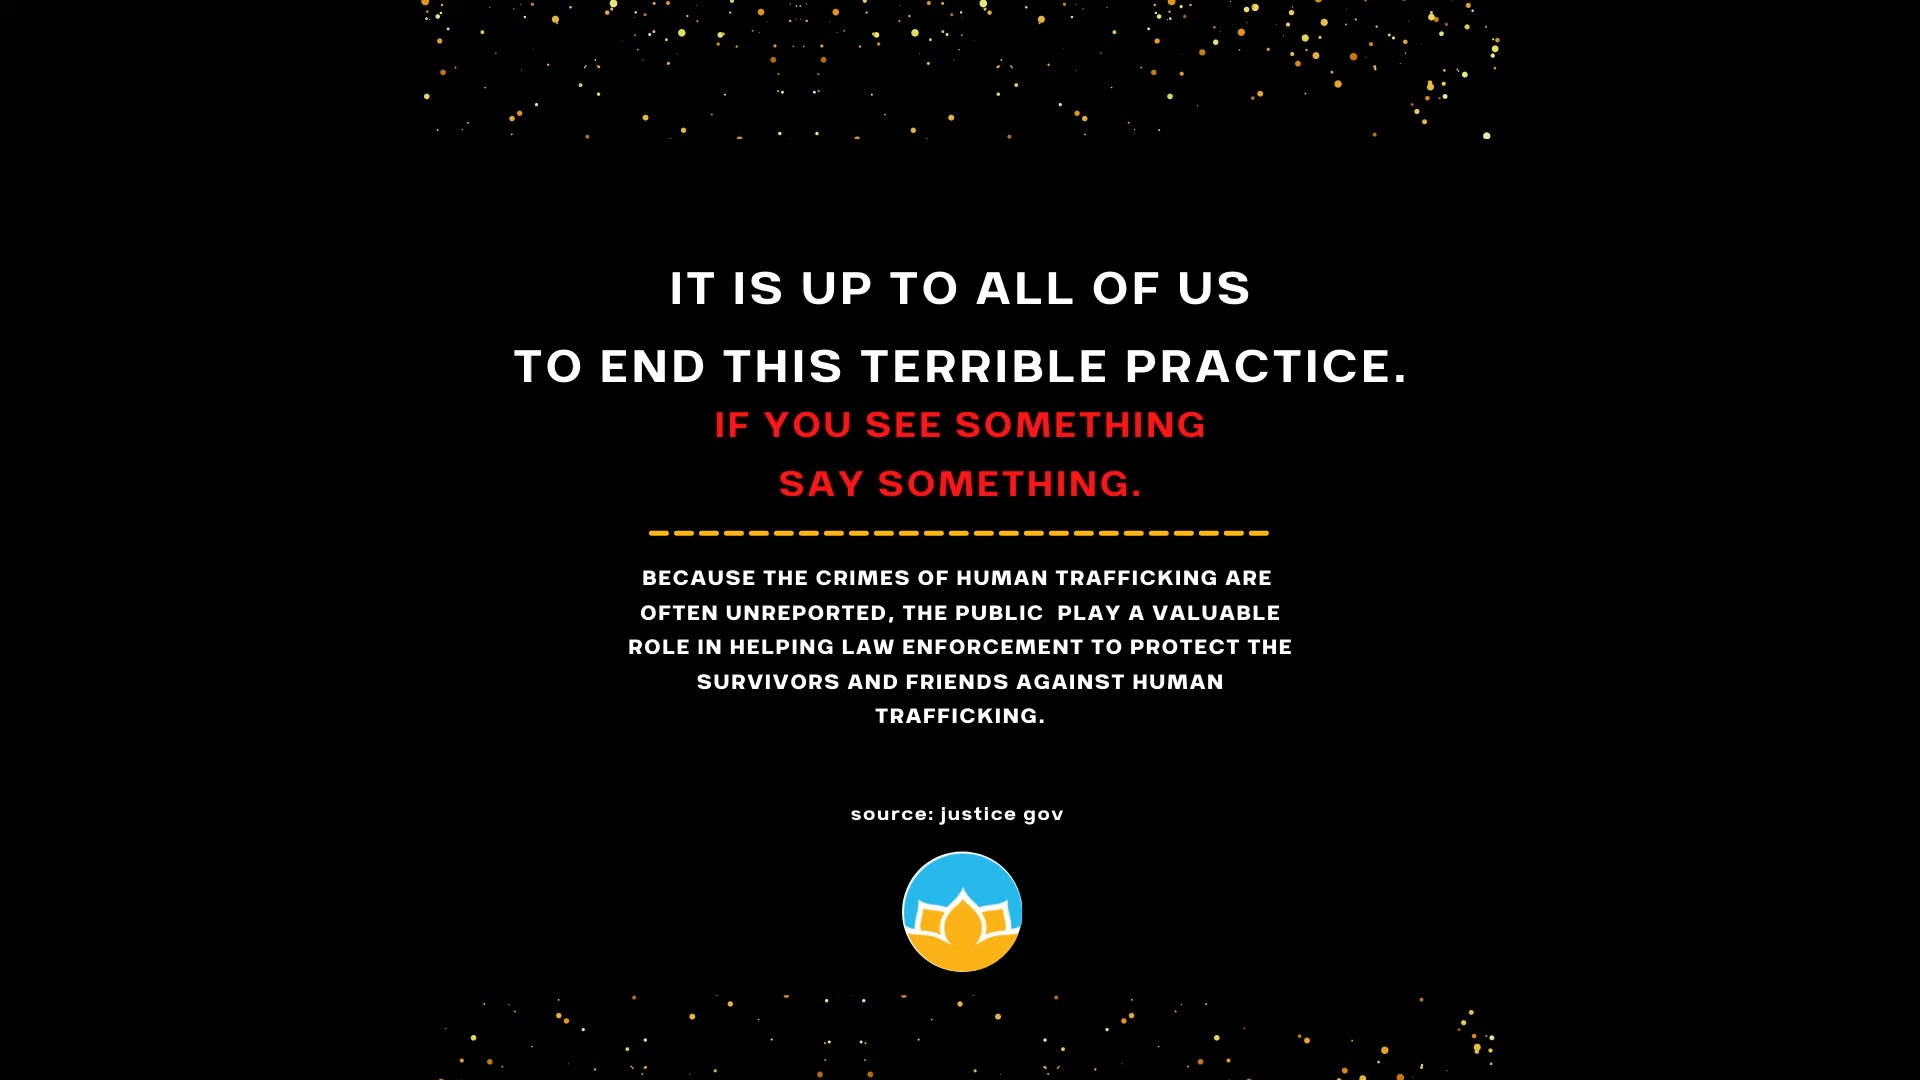 IT IS UP TO ALL OF US
TO END THIS TERRIBLE PRACTICE.
IF YOU SEE SOMETHING
SAY SOMETHING.
BECAUSE THE CRIMES OF HUMAN TRAFFICKING ARE
OFTEN UNREPORTED, THE PUBLIC  PLAY A VALUABLE
ROLE IN HELPING LAW ENFORCEMENT TO PROTECT THE
SURVIVORS AND FRIENDS AGAINST HUMAN
TRAFFICKING.
source: justice gov